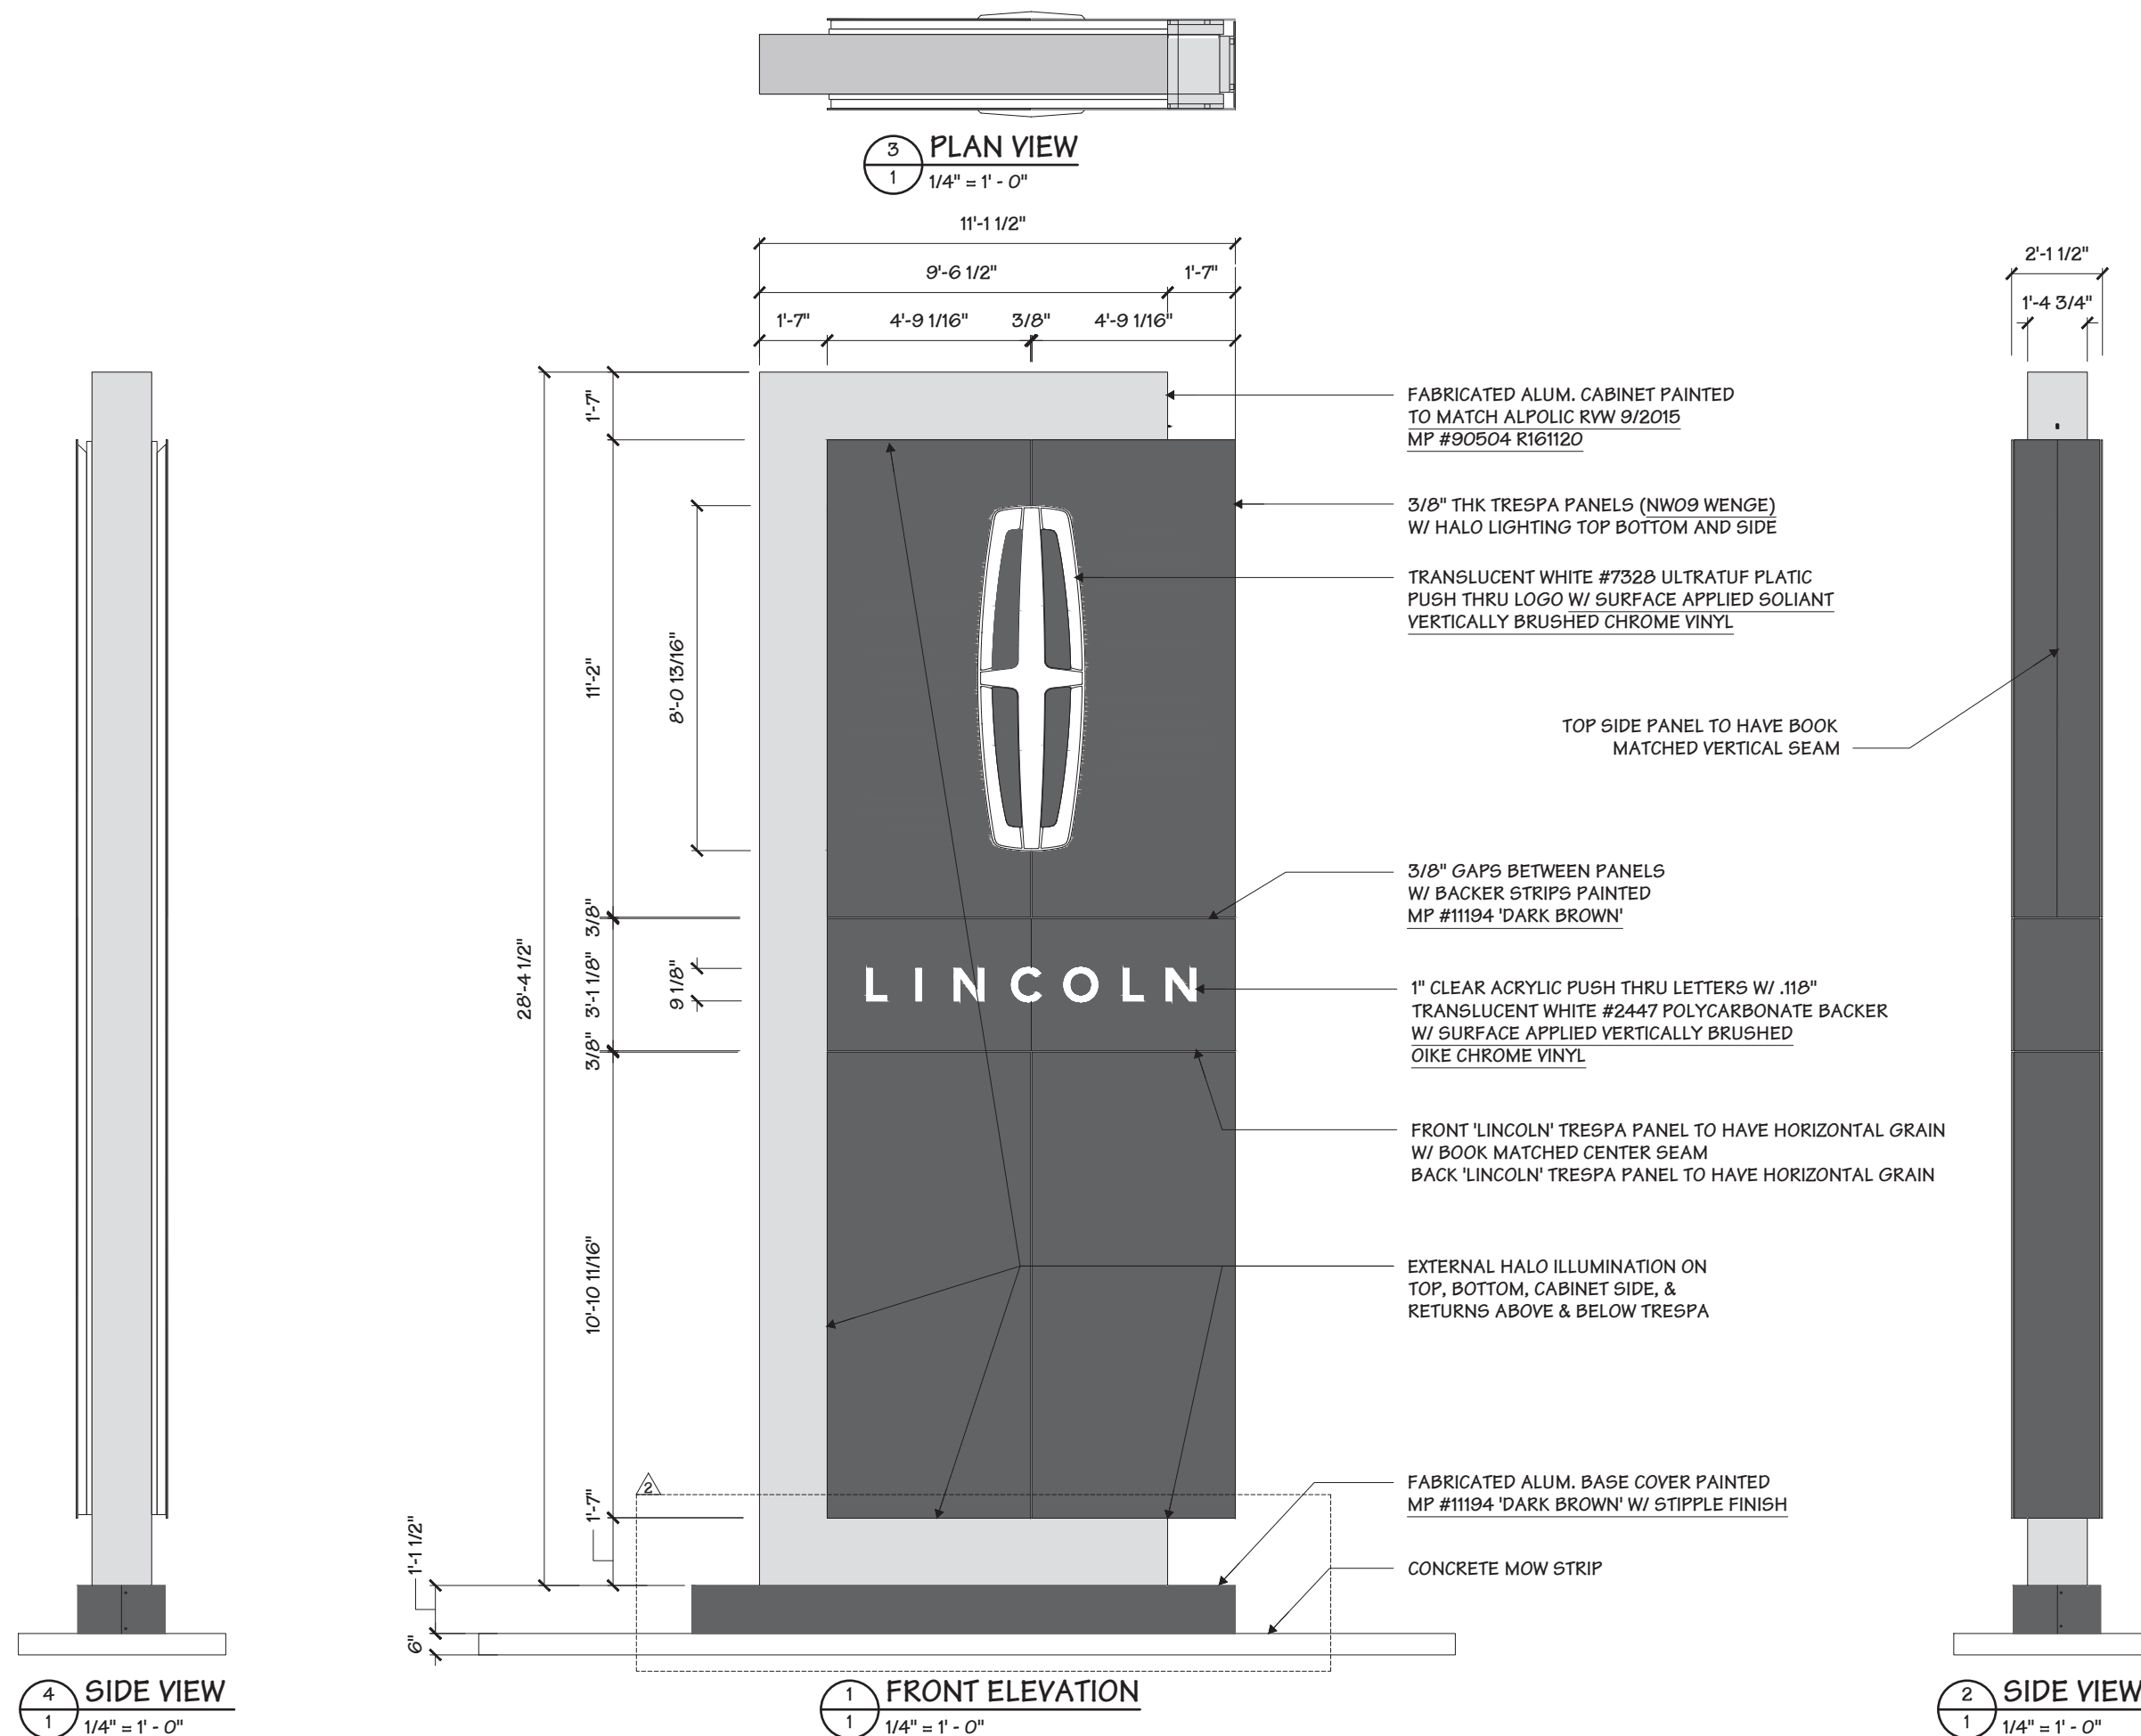 3
1
PLAN VIEW
1/4" = 1' - 0"
11'-1 1/2"
9'-6 1/2"
1'-7"
1'-7"
4'-9 1/16"
3/8"
4'-9 1/16"
2'-1 1/2"
1'-4 3/4"
1'-7"
11'-2"
8'-0 13/16"
28'-4 1/2"
3/8"
3'-1 1/8"
9 1/8"
3/8"
10'-10 11/16"
1'-7"
1'-1 1/2"
6"
2
LINCOLN
FABRICATED ALUM. CABINET PAINTED
TO MATCH ALPOLIC RVW 9/2015
MP #90504 R161120
3/8" THK TRESPA PANELS (NW09 WENGE)
W/ HALO LIGHTING TOP BOTTOM AND SIDE
TRANSLUCENT WHITE #7328 ULTRATUF PLATIC
PUSH THRU LOGO W/ SURFACE APPLIED SOLIANT
VERTICALLY BRUSHED CHROME VINYL
TOP SIDE PANEL TO HAVE BOOK
MATCHED VERTICAL SEAM
3/8" GAPS BETWEEN PANELS
W/ BACKER STRIPS PAINTED
MP #11194 'DARK BROWN'
1" CLEAR ACRYLIC PUSH THRU LETTERS W/ .118"
TRANSLUCENT WHITE #2447 POLYCARBONATE BACKER
W/ SURFACE APPLIED VERTICALLY BRUSHED
OIKE CHROME VINYL
FRONT 'LINCOLN' TRESPA PANEL TO HAVE HORIZONTAL GRAIN
W/ BOOK MATCHED CENTER SEAM
BACK 'LINCOLN' TRESPA PANEL TO HAVE HORIZONTAL GRAIN
EXTERNAL HALO ILLUMINATION ON
TOP, BOTTOM, CABINET SIDE, &
RETURNS ABOVE & BELOW TRESPA
FABRICATED ALUM. BASE COVER PAINTED
MP #11194 'DARK BROWN' W/ STIPPLE FINISH
CONCRETE MOW STRIP
4
1
SIDE VIEW
1/4" = 1' - 0"
1
1
FRONT ELEVATION
1/4" = 1' - 0"
2
1
SIDE VIEW
1/4" = 1' - 0"